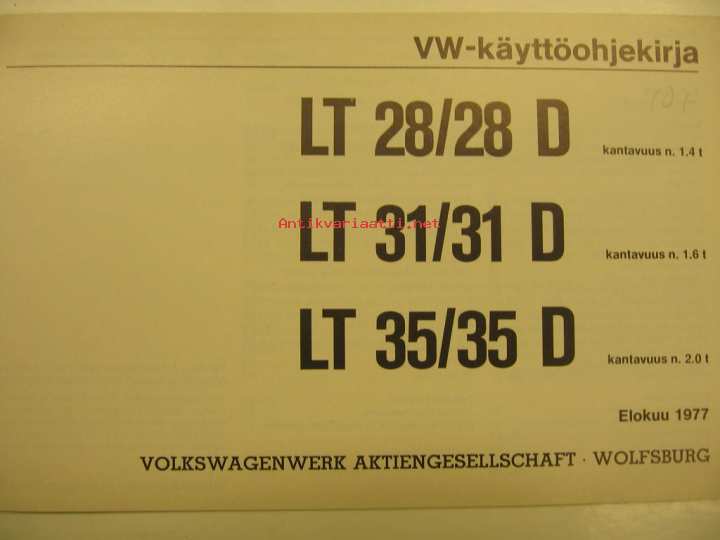 VW-käyttöohjekirja
LT 28/28 D kantavuus n. 1.4 t
Antikvariaatti.net
LT 31/31 D kantavuus n. 1.6 t
LT 35/35 D kantavuus n. 2.0 t
Elokuu 1977
VOLKSWAGENWERK AKTIENGESELLSCHAFT · WOLFSBURG